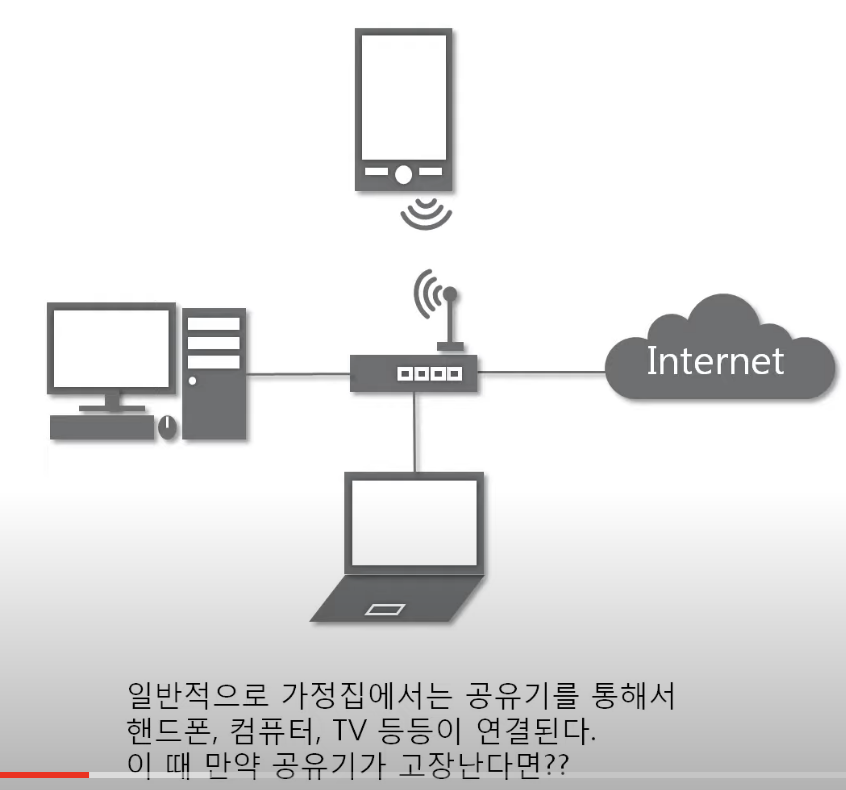 Internet
일반적으로 가정집에서는 공유기를 통해서
핸드폰, 컴퓨터, TV 등등이 연결된다.
이 때 만약 공유기가 고장난다면??